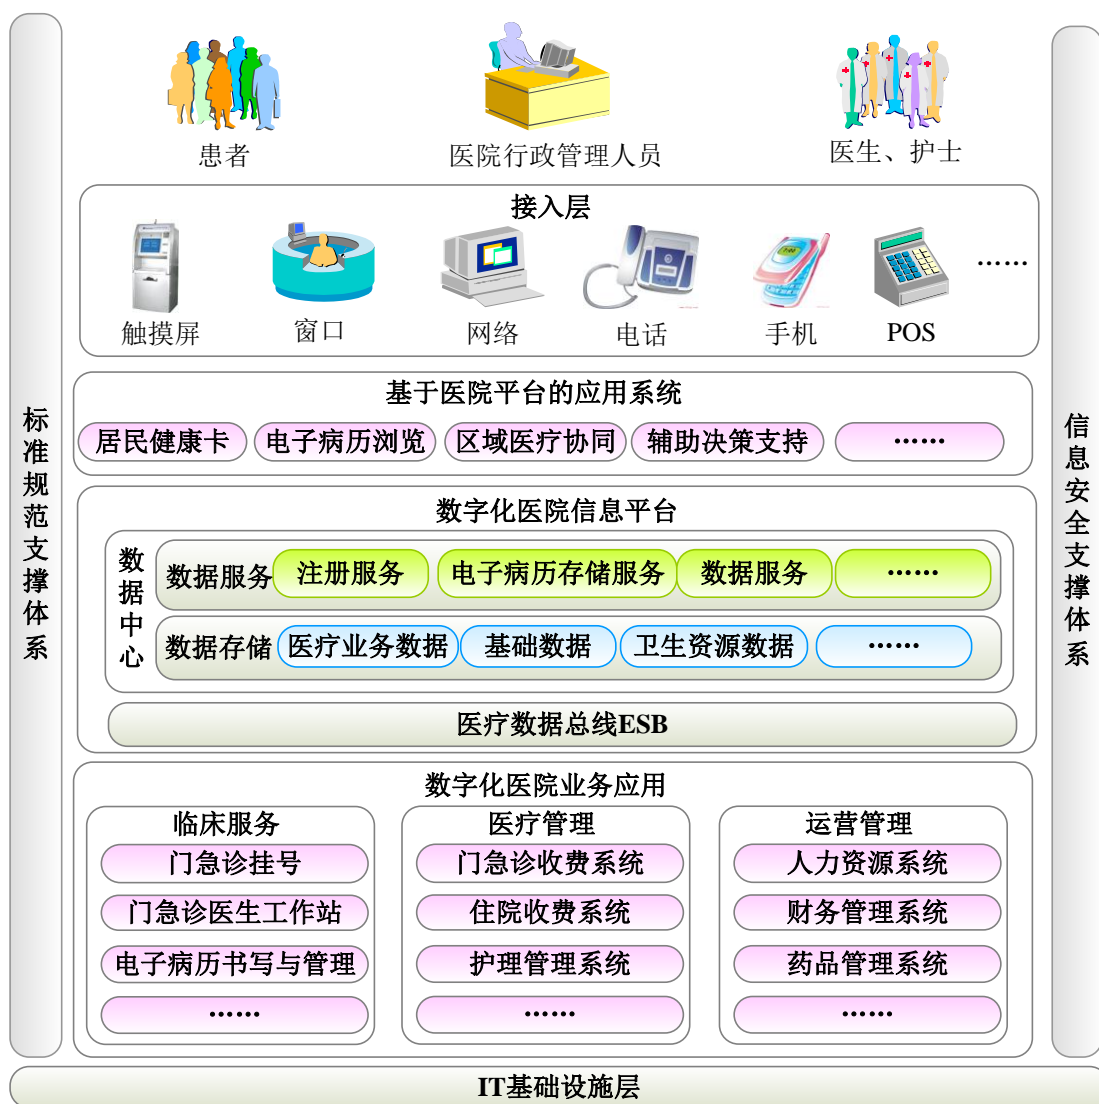 患者
医院行政管理人员
医生、护士
接入层
触摸屏
窗口
网络
电话
手机
POS
……
标准规范支撑体系
信息安全支撑体系
基于医院平台的应用系统
居民健康卡
电子病历浏览
区域医疗协同
辅助决策支持
……
数字化医院信息平台
数据中心
数据服务
注册服务
电子病历存储服务
数据服务
……
数据存储
医疗业务数据
基础数据
卫生资源数据
……
医疗数据总线ESB
数字化医院业务应用
临床服务
门急诊挂号
门急诊医生工作站
电子病历书写与管理
……
医疗管理
门急诊收费系统
住院收费系统
护理管理系统
……
运营管理
人力资源系统
财务管理系统
药品管理系统
……
IT基础设施层